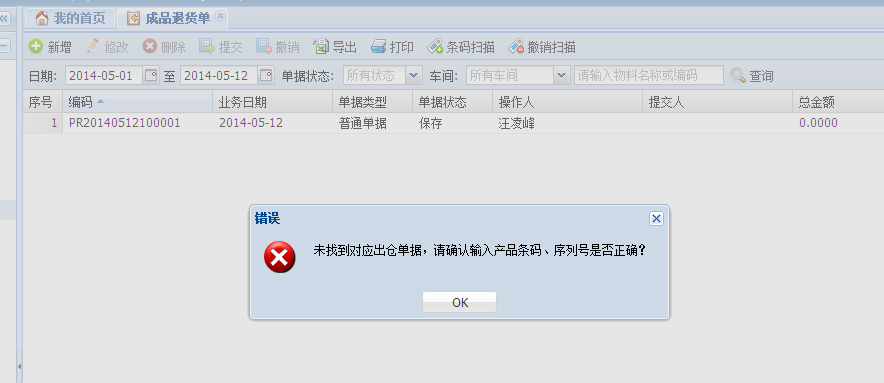 我的首页 成品退货单
新增 修改 删除 提交 撤销 导出 打印 条码扫描 撤销扫描
日期: 2014-05-01 至 2014-05-12 单据状态: 所有状态 车间: 所有车间 请输入物料名称或编码 查询
序号 编码 业务日期 单据类型 单据状态 操作人 提交人 总金额
1 PR20140512100001 2014-05-12 普通单据 保存 汪凌峰 0.0000
错误
未找到对应出仓单据，请确认输入产品条码、序列号是否正确？
OK